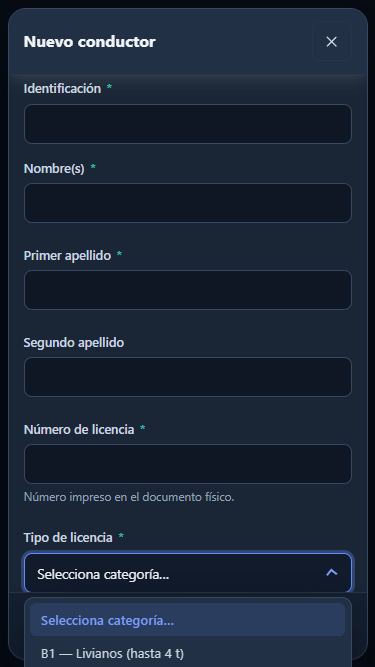 Nuevo conductor
Identificación *
Nombre(s) *
Primer apellido *
Segundo apellido
Número de licencia *
Número impreso en el documento físico.
Tipo de licencia *
Selecciona categoría...
Selecciona categoría...
B1 — Livianos (hasta 4 t)